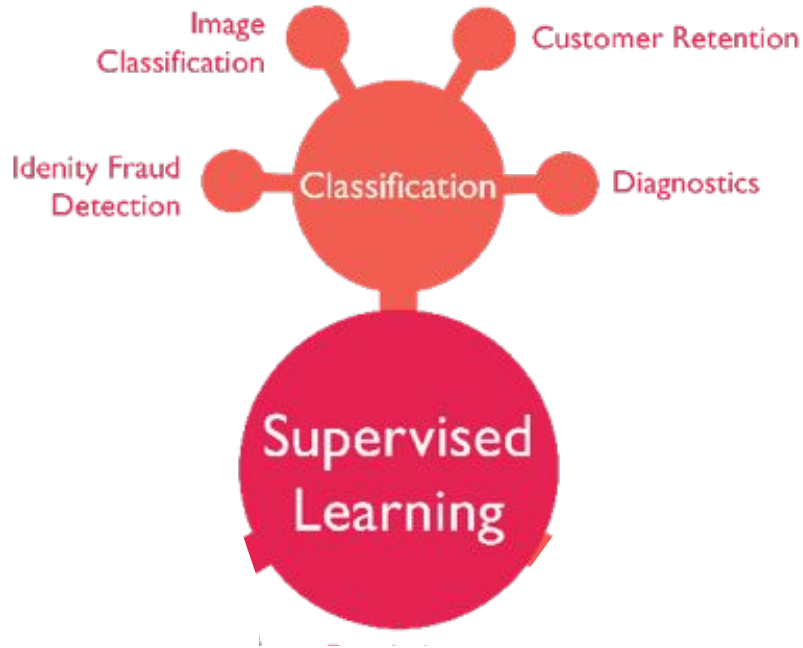 Image
Classification
Customer Retention
Idenity Fraud
Detection
Classification
Diagnostics
Supervised
Learning